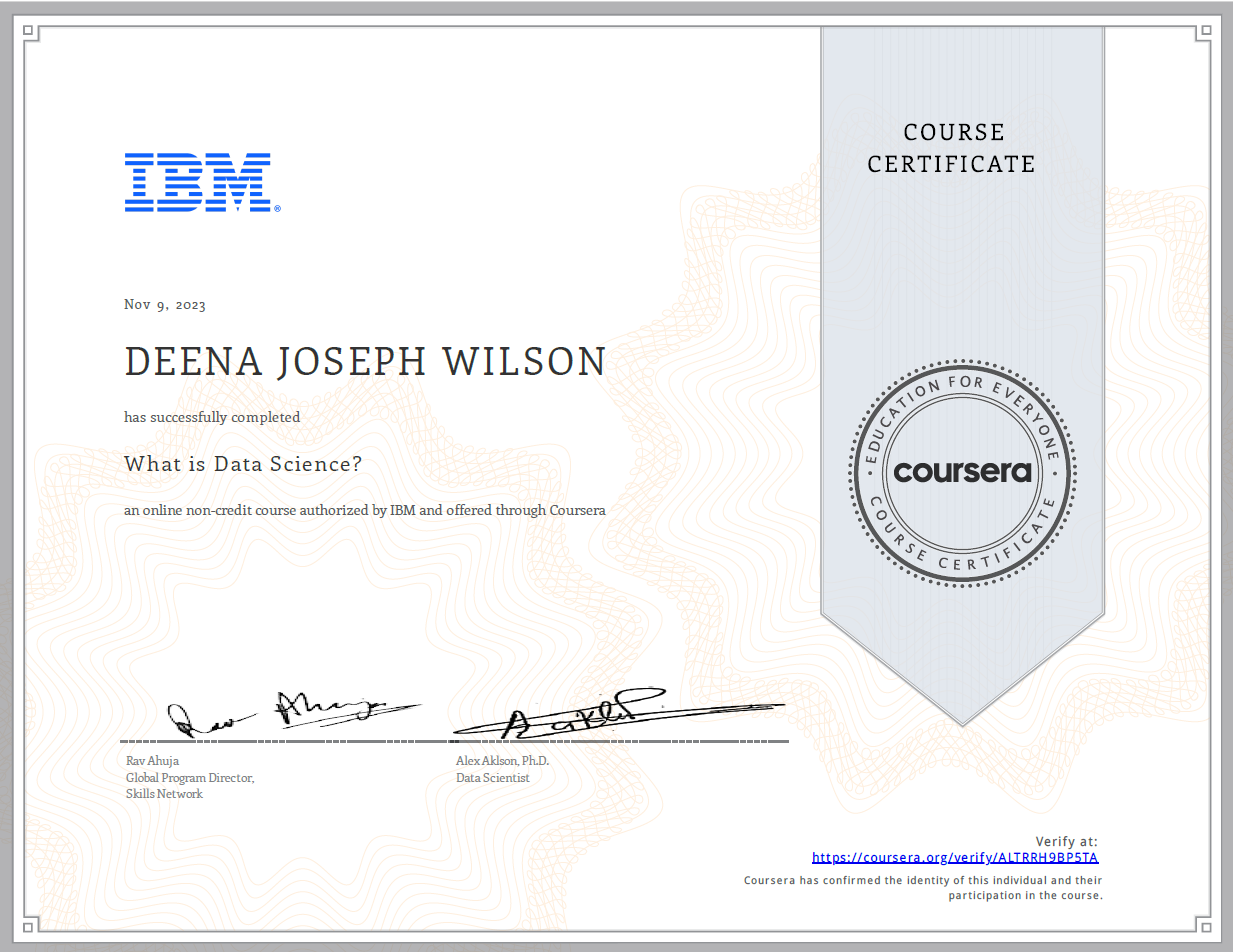 COURSE
CERTIFICATE
IBM®
Nov 9, 2023
DEENA JOSEPH WILSON
has successfully completed
What is Data Science?
an online non-credit course authorized by IBM and offered through Coursera
EDUCATION FOR EVERYONE
coursera
COURSE CERTIFICATE
Rav Ahuja
Global Program Director,
Skills Network
Alex Aklson, Ph.D.
Data Scientist
Verify at:
https://coursera.org/verify/ALTRRH9BP5TA
Coursera has confirmed the identity of this individual and their
participation in the course.